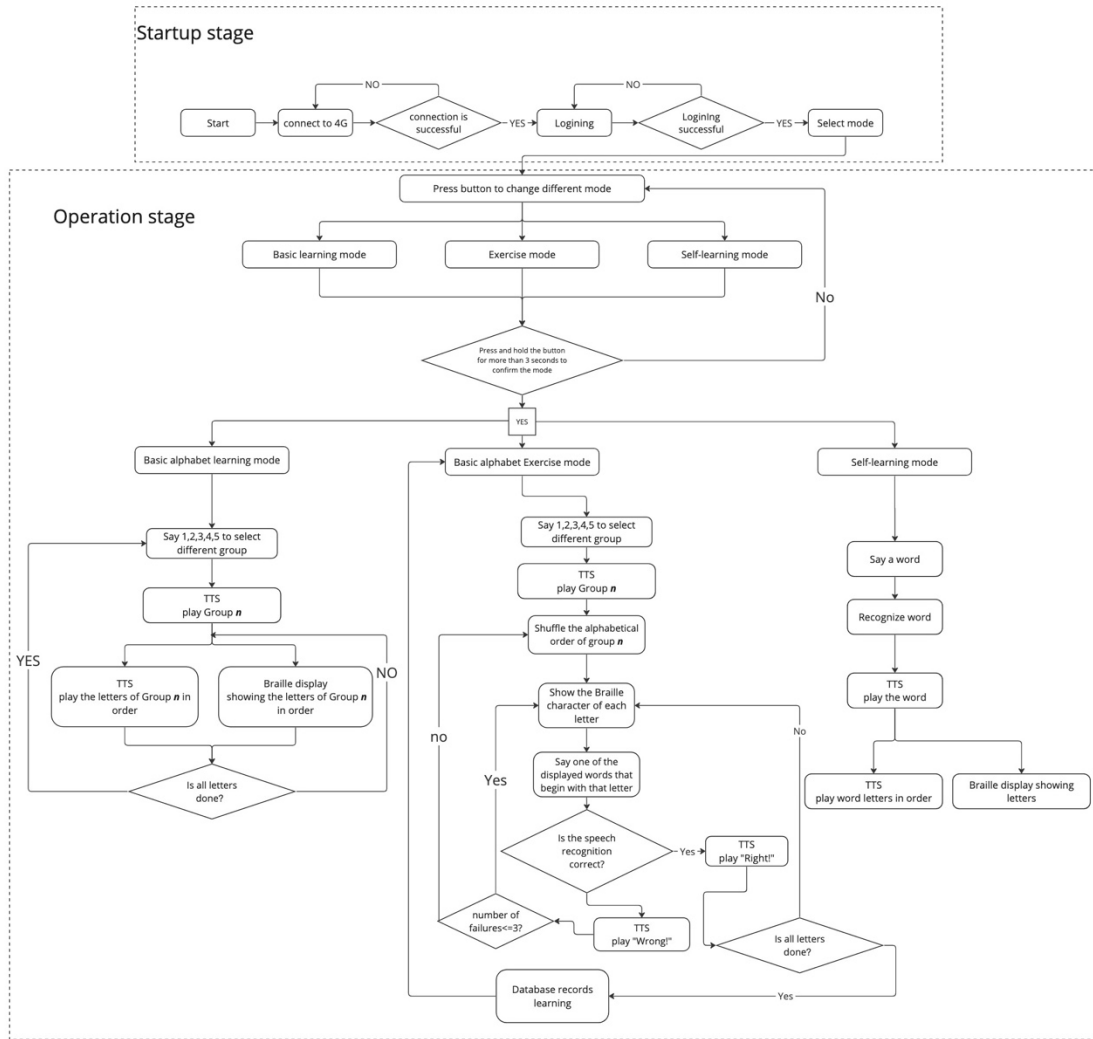 Startup stage
NO
NO
Start
connect to 4G
connection is
successful
YES
Logining
LoginIng
successful
YES
Select mode
Operation stage
Press button to change different mode
Basic learning mode
Exercise mode
Self-learning mode
No
Press and hold the button
for more than 3 seconds to
confirm the mode
YES
Basic alphabet learning mode
Basic alphabet Exercise mode
Self-learning mode
Say 1,2,3,4,5 to select
different group
TTS
play Group n
YES
NO
TTS
play the letters of Group n in
order
Braille display
showing the letters of Group n
in order
Is all letters
done?
Say 1,2,3,4,5 to select
different group
TTS
play Group n
Shuffle the alphabetical
order of group n
Show the Braille
character of each
letter
no
Yes
No
Say one of the
displayed words that
begin with that letter
Is the speech
recognition
correct?
Yes
TTS
play "Right!"
number of
failures<=3?
TTS
play "Wrong!"
Is all letters
done?
Yes
Database records
learning
Say a word
Recognize word
TTS
play the word
TTS
play word letters in order
Braille display showing
letters